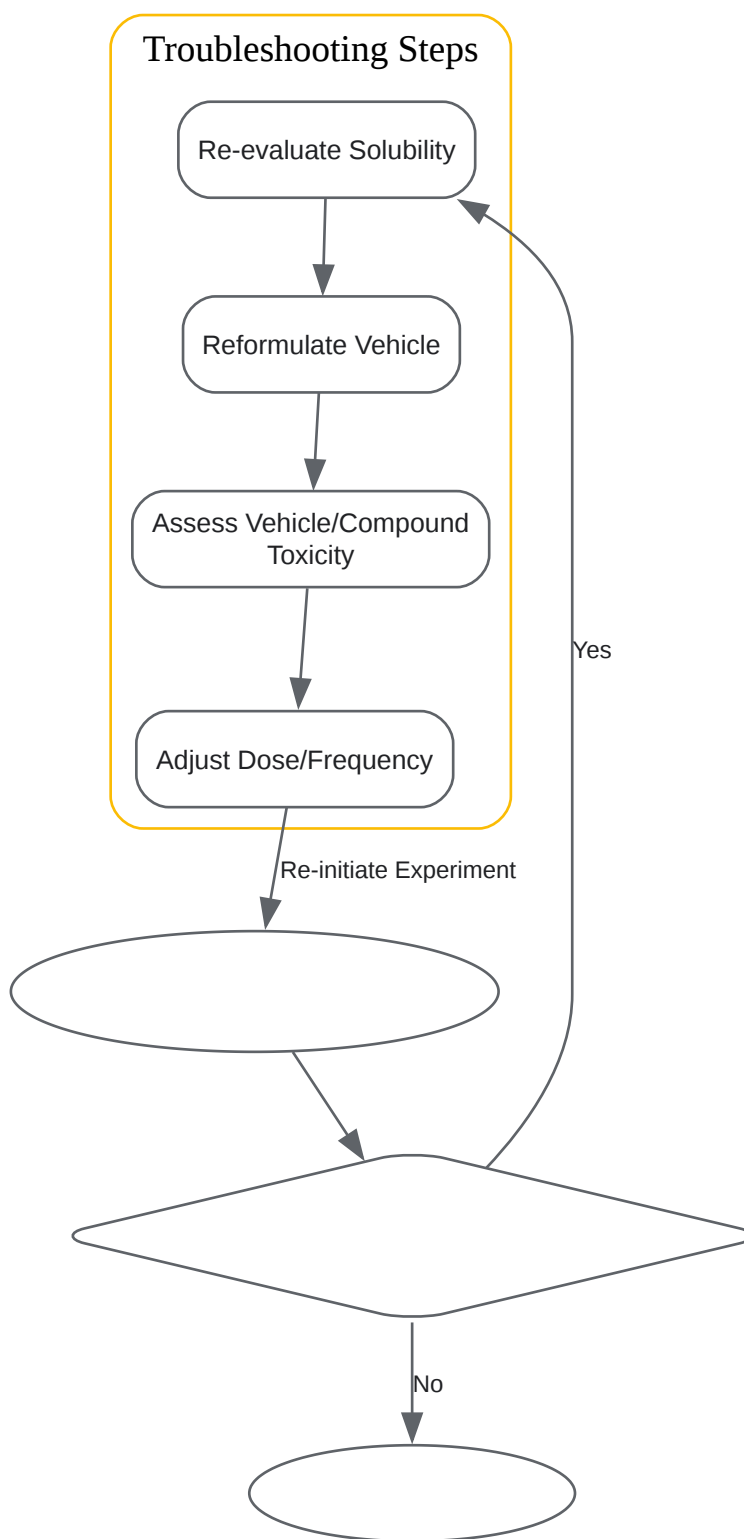 Troubleshooting Steps
Re-evaluate Solubility
Reformulate Vehicle
Assess Vehicle/Compound
Toxicity
Yes
Adjust Dose/Frequency
Re-initiate Experiment
No